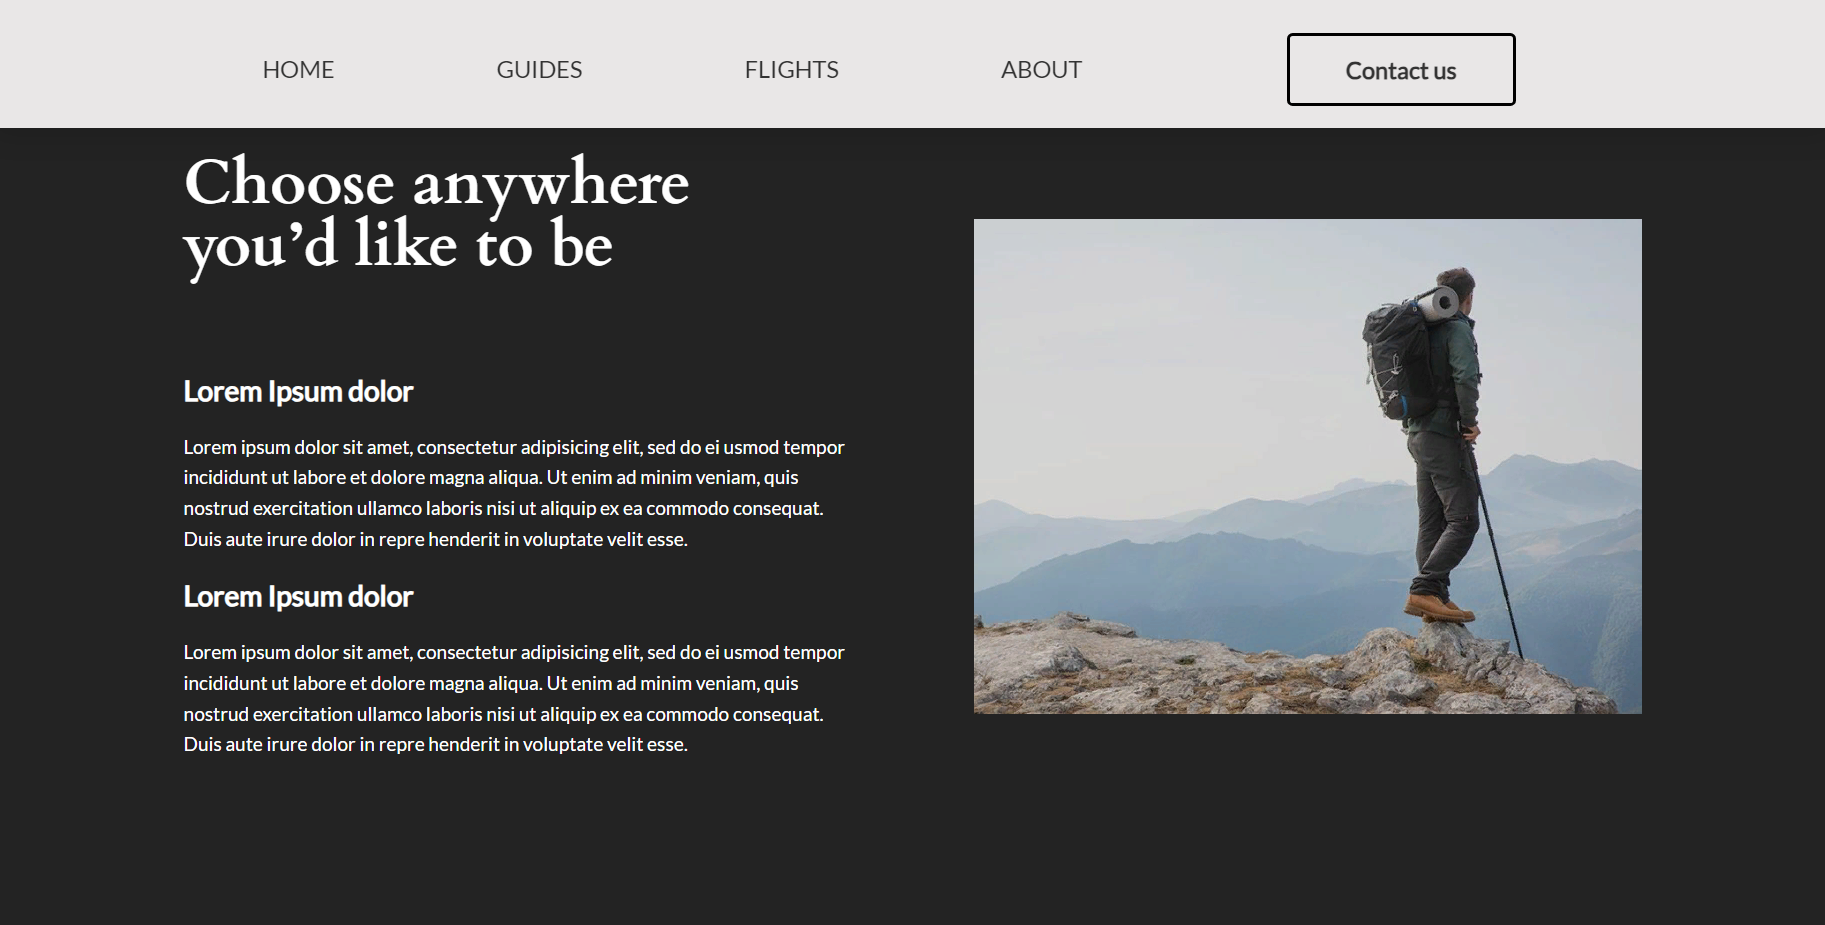 HOME GUIDES FLIGHTS ABOUT Contact us
Choose anywhere
you’d like to be
Lorem Ipsum dolor
Lorem ipsum dolor sit amet, consectetur adipisicing elit, sed do ei usmod tempor
incididunt ut labore et dolore magna aliqua. Ut enim ad minim veniam, quis
nostrud exercitation ullamco laboris nisi ut aliquip ex ea commodo consequat.
Duis aute irure dolor in repre henderit in voluptate velit esse.
Lorem Ipsum dolor
Lorem ipsum dolor sit amet, consectetur adipisicing elit, sed do ei usmod tempor
incididunt ut labore et dolore magna aliqua. Ut enim ad minim veniam, quis
nostrud exercitation ullamco laboris nisi ut aliquip ex ea commodo consequat.
Duis aute irure dolor in repre henderit in voluptate velit esse.